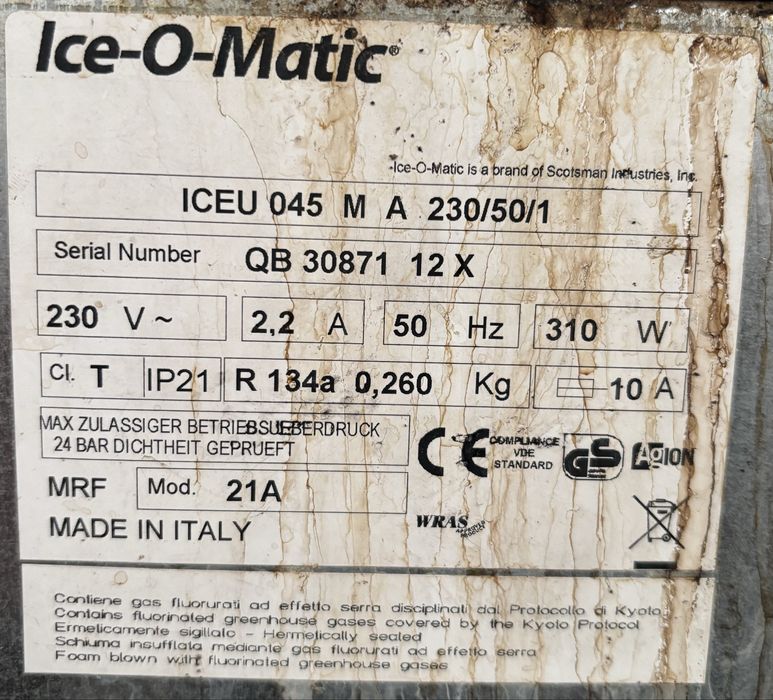 Ice-O-Matic®
Ice-O-Matic is a brand of Scotsman Industries, Inc.
ICEU 045 M A 230/50/1
Serial Number QB 30871 12 X
230 V ~ 2,2 A 50 Hz 310 W
Cl. T IP21 R 134a 0,260 Kg 10 A
MAX ZULASSIGER BETRIEBSUEBERDRUCK
24 BAR DICHTHEIT GEPRUEFT
CE COMPLIANCE VDE STANDARD GS AgION
MRF Mod. 21A
WRAS APPROVED PRODUCT
MADE IN ITALY
Contiene gas fluorurati ad effetto serra disciplinati dal Protocollo di Kyoto
Contains fluorinated greenhouse gases covered by the Kyoto Protocol
Ermeticamente sigillato - Hermetically sealed
Schiuma insufflata mediante gas fluorurati ad effetto serra
Foam blown with fluorinated greenhouse gases